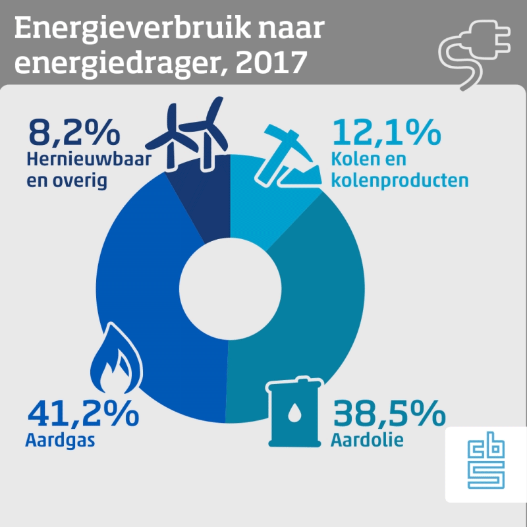 Energieverbruik naar
energiedrager, 2017
8,2%
Hernieuwbaar
en overig
12,1%
Kolen en
kolenproducten
41,2%
Aardgas
38,5%
Aardolie
cbs